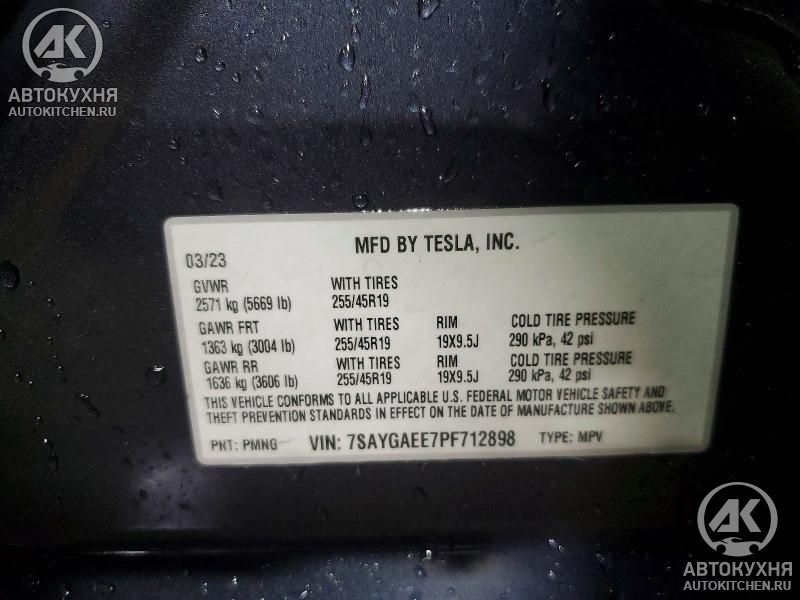 AK
АВТОКУХНЯ
AUTOKITCHEN.RU
MFD BY TESLA, INC.
03/23
GVWR WITH TIRES
2571 kg (5669 lb) 255/45R19
GAWR FRT WITH TIRES RIM COLD TIRE PRESSURE
1363 kg (3004 lb) 255/45R19 19X9.5J 290 kPa, 42 psi
GAWR RR WITH TIRES RIM COLD TIRE PRESSURE
1636 kg (3606 lb) 255/45R19 19X9.5J 290 kPa, 42 psi
THIS VEHICLE CONFORMS TO ALL APPLICABLE U.S. FEDERAL MOTOR VEHICLE SAFETY AND
THEFT PREVENTION STANDARDS IN EFFECT ON THE DATE OF MANUFACTURE SHOWN ABOVE.
PNT: PMNG VIN: 7SAYGAEE7PF712898 TYPE: MPV
AK
АВТОКУХНЯ
AUTOKITCHEN.RU